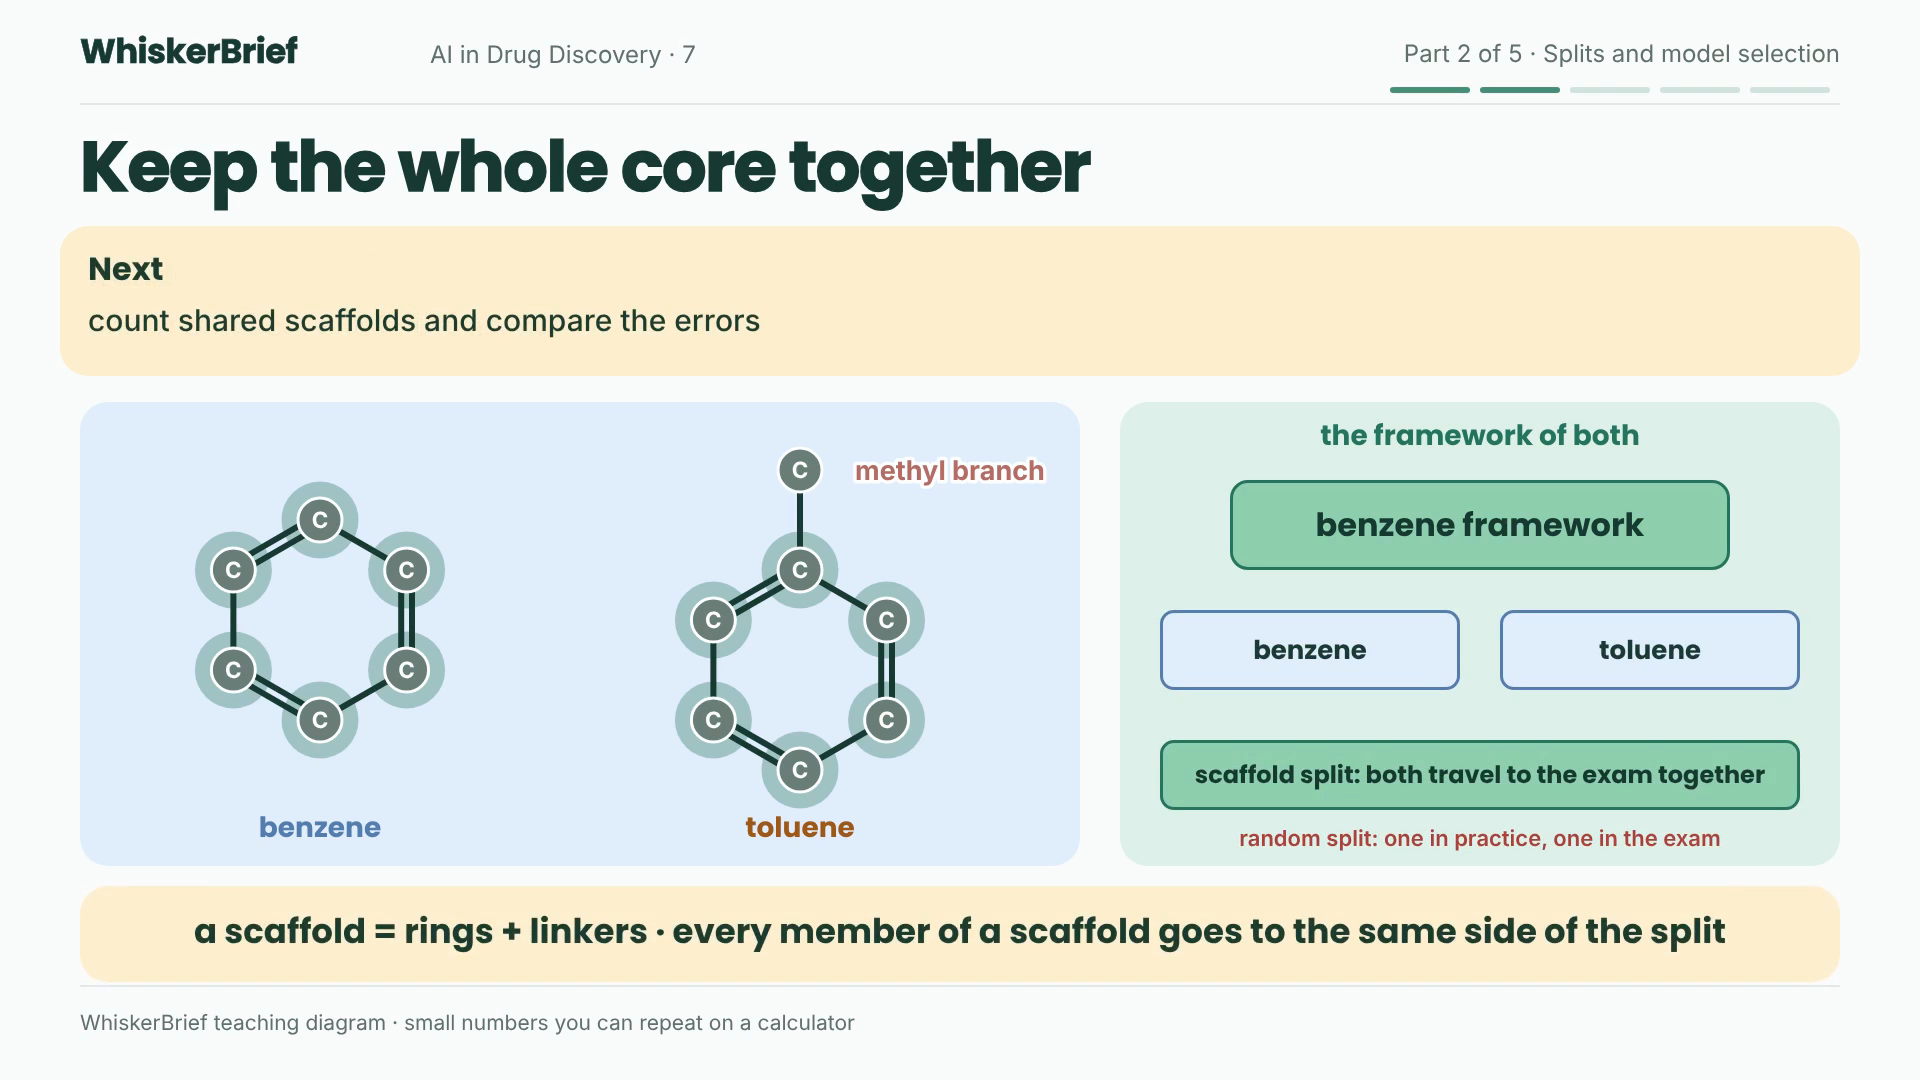 WhiskerBrief
AI in Drug Discovery · 7
Part 2 of 5 · Splits and model selection
Keep the whole core together
Next
count shared scaffolds and compare the errors
C
C
C
C
C
C
benzene
C
methyl branch
C
C
C
C
C
C
toluene
the framework of both
benzene framework
benzene
toluene
scaffold split: both travel to the exam together
random split: one in practice, one in the exam
a scaffold = rings + linkers · every member of a scaffold goes to the same side of the split
WhiskerBrief teaching diagram · small numbers you can repeat on a calculator